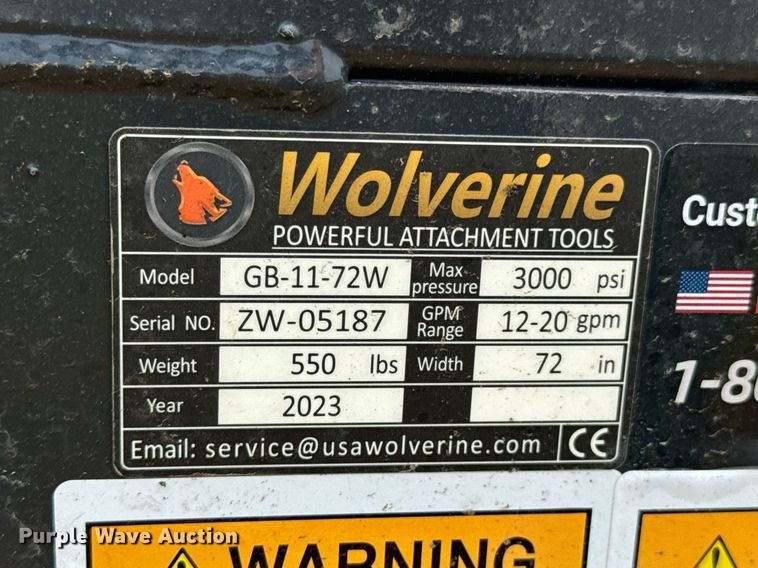 Wolverine
POWERFUL ATTACHMENT TOOLS
Model GB-11-72W Max pressure 3000 psi
Serial NO. ZW-05187 GPM Range 12-20 gpm
Weight 550 lbs Width 72 in
Year 2023
Email: service@usawolverine.com CE
Custo
1-80
WARNING
Purple Wave Auction